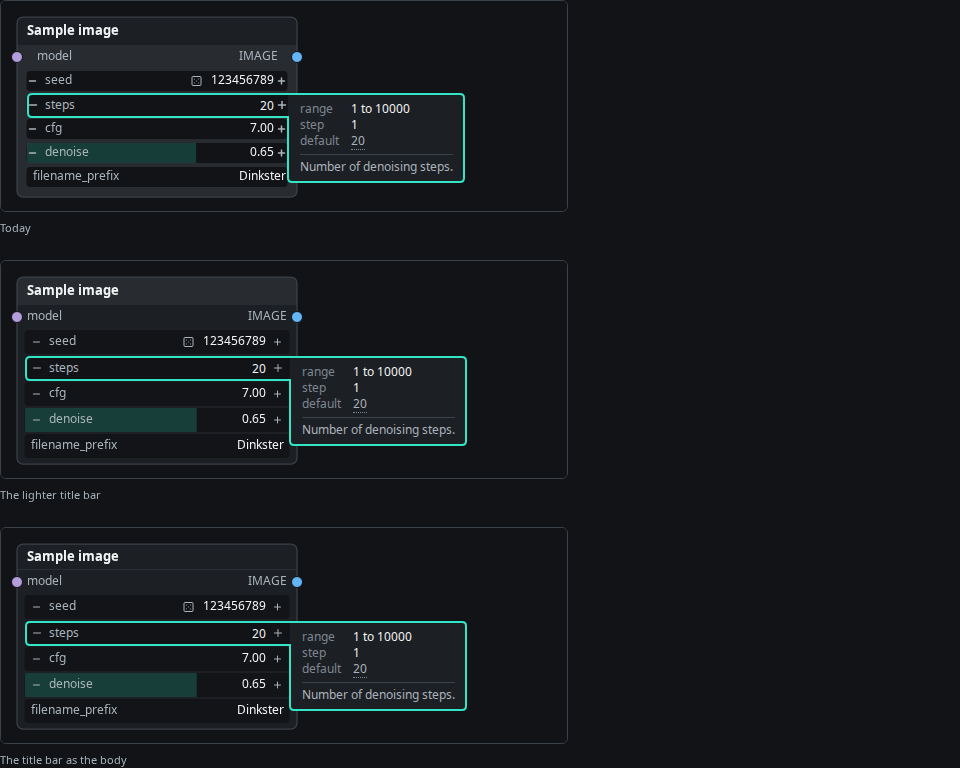 Sample image
model IMAGE
− seed 123456789 +
− steps 20 +
− cfg 7.00 +
− denoise 0.65 +
filename_prefix Dinkster
range 1 to 10000
step 1
default 20
Number of denoising steps.
Today
Sample image
model IMAGE
− seed 123456789 +
− steps 20 +
− cfg 7.00 +
− denoise 0.65 +
filename_prefix Dinkster
range 1 to 10000
step 1
default 20
Number of denoising steps.
The lighter title bar
Sample image
model IMAGE
− seed 123456789 +
− steps 20 +
− cfg 7.00 +
− denoise 0.65 +
filename_prefix Dinkster
range 1 to 10000
step 1
default 20
Number of denoising steps.
The title bar as the body